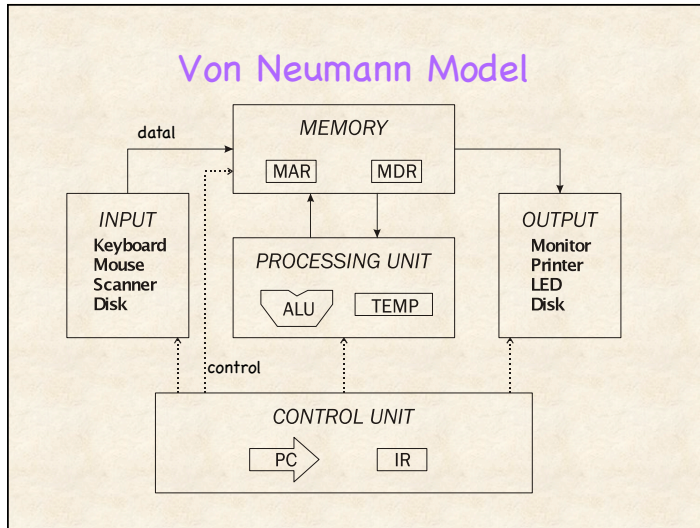 Von Neumann Model
MEMORY
datal
MAR MDR
INPUT
Keyboard
Mouse
Scanner
Disk
PROCESSING UNIT
ALU TEMP
OUTPUT
Monitor
Printer
LED
Disk
control
CONTROL UNIT
PC IR